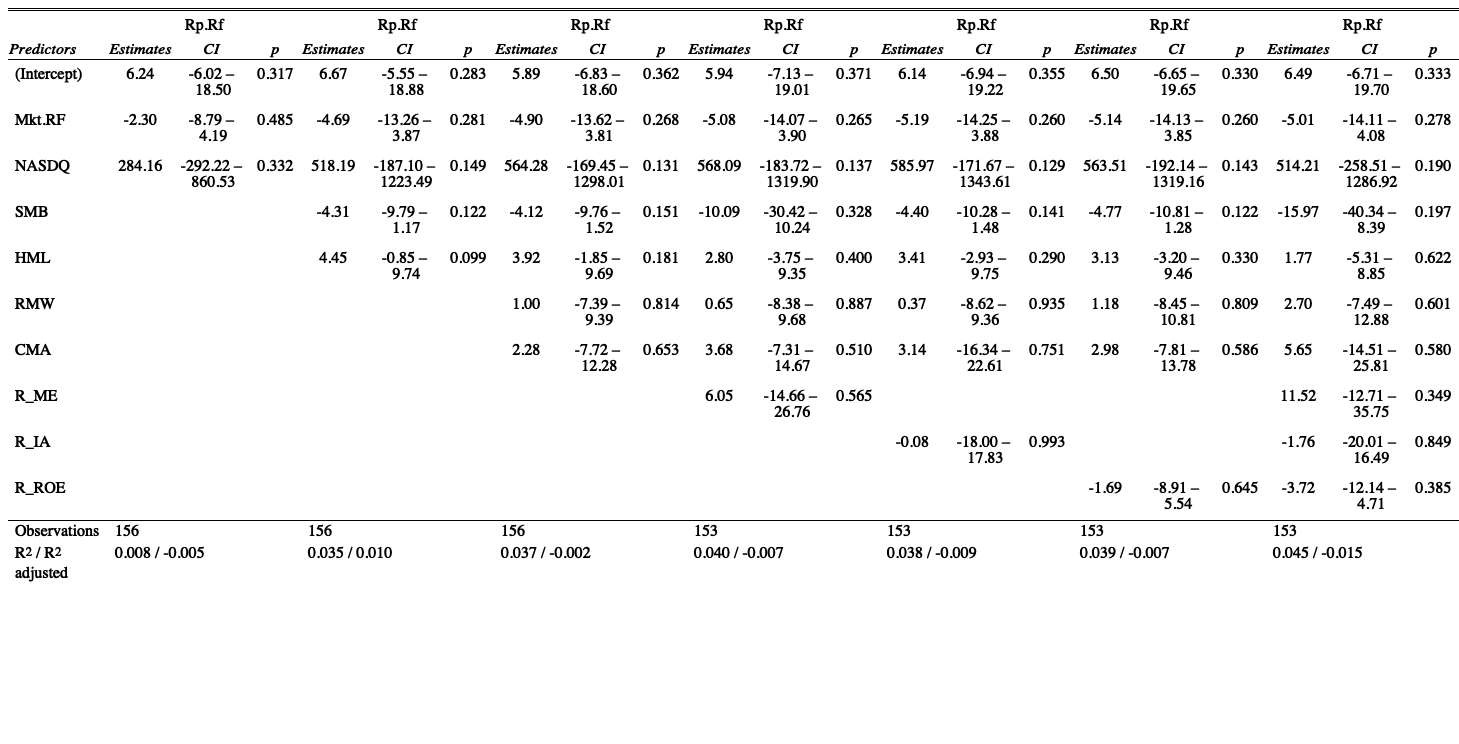 Rp.Rf Rp.Rf Rp.Rf Rp.Rf Rp.Rf Rp.Rf Rp.Rf
Predictors Estimates CI p Estimates CI p Estimates CI p Estimates CI p Estimates CI p Estimates CI p Estimates CI p
(Intercept) 6.24 -6.02 – 0.317 6.67 -5.55 – 0.283 5.89 -6.83 – 0.362 5.94 -7.13 – 0.371 6.14 -6.94 – 0.355 6.50 -6.65 – 0.330 6.49 -6.71 – 0.333
18.50 18.88 18.60 19.01 19.22 19.65 19.70
Mkt.RF -2.30 -8.79 – 0.485 -4.69 -13.26 – 0.281 -4.90 -13.62 – 0.268 -5.08 -14.07 – 0.265 -5.19 -14.25 – 0.260 -5.14 -14.13 – 0.260 -5.01 -14.11 – 0.278
4.19 3.87 3.81 3.90 3.88 3.85 4.08
NASDQ 284.16 -292.22 – 0.332 518.19 -187.10 – 0.149 564.28 -169.45 – 0.131 568.09 -183.72 – 0.137 585.97 -171.67 – 0.129 563.51 -192.14 – 0.143 514.21 -258.51 – 0.190
860.53 1223.49 1298.01 1319.90 1343.61 1319.16 1286.92
SMB -4.31 -9.79 – 0.122 -4.12 -9.76 – 0.151 -10.09 -30.42 – 0.328 -4.40 -10.28 – 0.141 -4.77 -10.81 – 0.122 -15.97 -40.34 – 0.197
1.17 1.52 10.24 1.48 1.28 8.39
HML 4.45 -0.85 – 0.099 3.92 -1.85 – 0.181 2.80 -3.75 – 0.400 3.41 -2.93 – 0.290 3.13 -3.20 – 0.330 1.77 -5.31 – 0.622
9.74 9.69 9.35 9.75 9.46 8.85
RMW 1.00 -7.39 – 0.814 0.65 -8.38 – 0.887 0.37 -8.62 – 0.935 1.18 -8.45 – 0.809 2.70 -7.49 – 0.601
9.39 9.68 9.36 10.81 12.88
CMA 2.28 -7.72 – 0.653 3.68 -7.31 – 0.510 3.14 -16.34 – 0.751 2.98 -7.81 – 0.586 5.65 -14.51 – 0.580
12.28 14.67 22.61 13.78 25.81
R_ME 6.05 -14.66 – 0.565 11.52 -12.71 – 0.349
26.76 35.75
R_IA -0.08 -18.00 – 0.993 -1.76 -20.01 – 0.849
17.83 16.49
R_ROE -1.69 -8.91 – 0.645 -3.72 -12.14 – 0.385
5.54 4.71
Observations 156 156 156 153 153 153 153
R2 / R2 0.008 / -0.005 0.035 / 0.010 0.037 / -0.002 0.040 / -0.007 0.038 / -0.009 0.039 / -0.007 0.045 / -0.015
adjusted